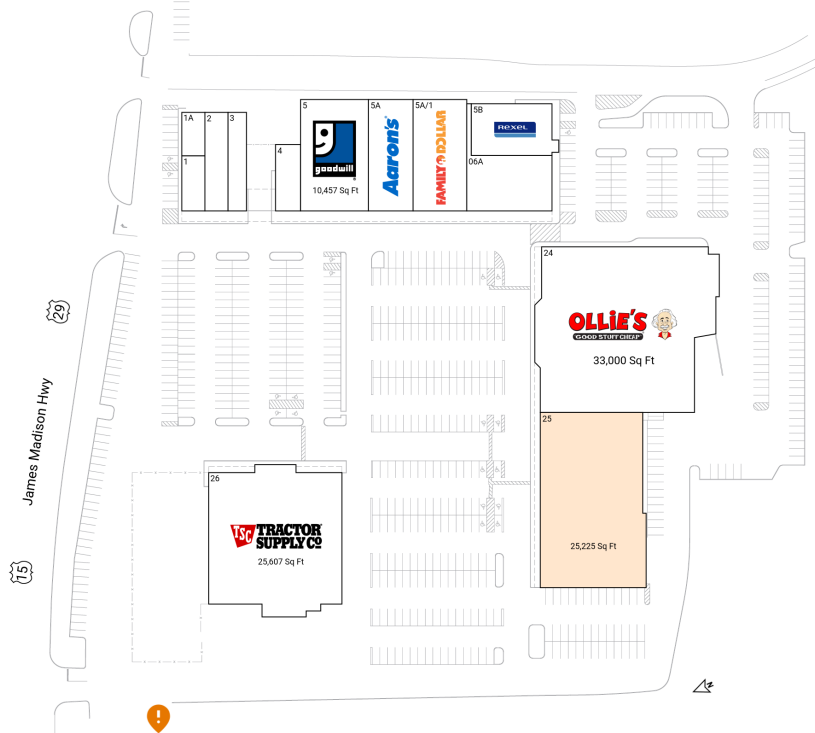 1A
2
3
1
4
5
goodwill
10,457 Sq Ft
5A
Aaron's
5A/1
FAMILY DOLLAR
5B
REXEL
06A
24
OLLiE'S
GOOD STUFF CHEAP
33,000 Sq Ft
25
25,225 Sq Ft
26
TSC TRACTOR
SUPPLY CO
25,607 Sq Ft
29
James Madison Hwy
15
N
!